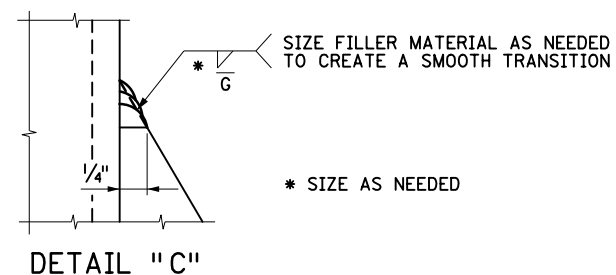 SIZE FILLER MATERIAL AS NEEDED
TO CREATE A SMOOTH TRANSITION
*
G
1/4"
* SIZE AS NEEDED
DETAIL "C"